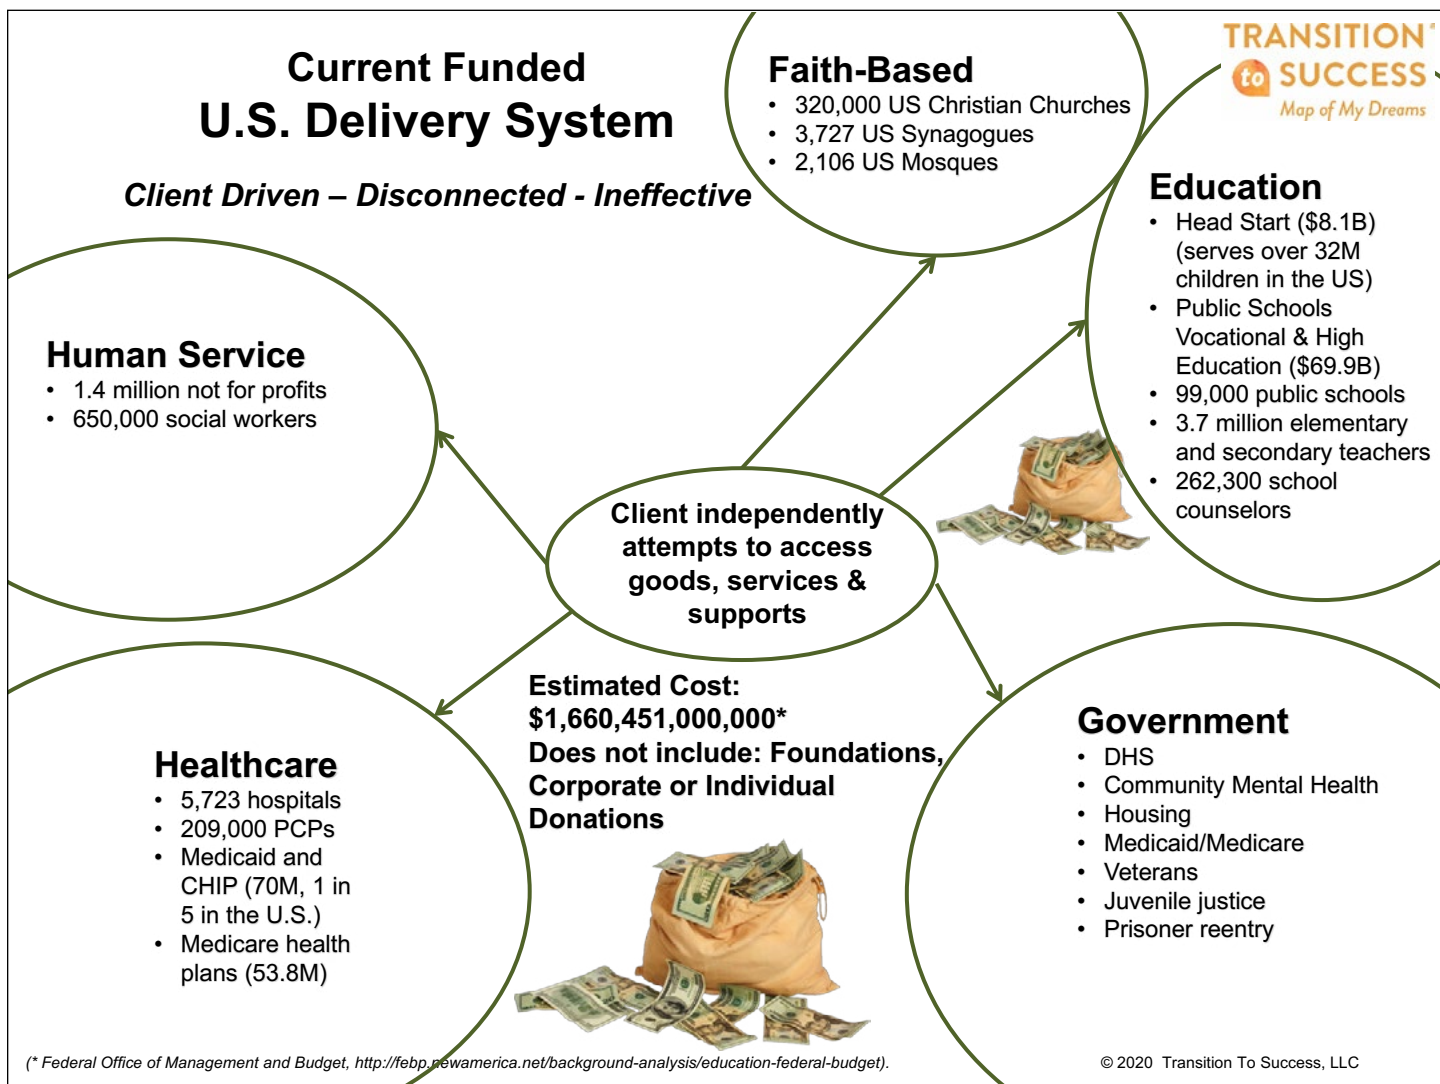 Current Funded
U.S. Delivery System
Client Driven – Disconnected - Ineffective
Faith-Based
• 320,000 US Christian Churches
• 3,727 US Synagogues
• 2,106 US Mosques
TRANSITION
to SUCCESS
Map of My Dreams
Education
• Head Start ($8.1B)
(serves over 32M
children in the US)
• Public Schools
Vocational & High
Education ($69.9B)
• 99,000 public schools
• 3.7 million elementary
and secondary teachers
• 262,300 school
counselors
Human Service
• 1.4 million not for profits
• 650,000 social workers
Client independently
attempts to access
goods, services &
supports
Estimated Cost:
$1,660,451,000,000*
Does not include: Foundations,
Corporate or Individual
Donations
Healthcare
• 5,723 hospitals
• 209,000 PCPs
• Medicaid and
CHIP (70M, 1 in
5 in the U.S.)
• Medicare health
plans (53.8M)
Government
• DHS
• Community Mental Health
• Housing
• Medicaid/Medicare
• Veterans
• Juvenile justice
• Prisoner reentry
(* Federal Office of Management and Budget, http://febp.newamerica.net/background-analysis/education-federal-budget).
© 2020 Transition To Success, LLC